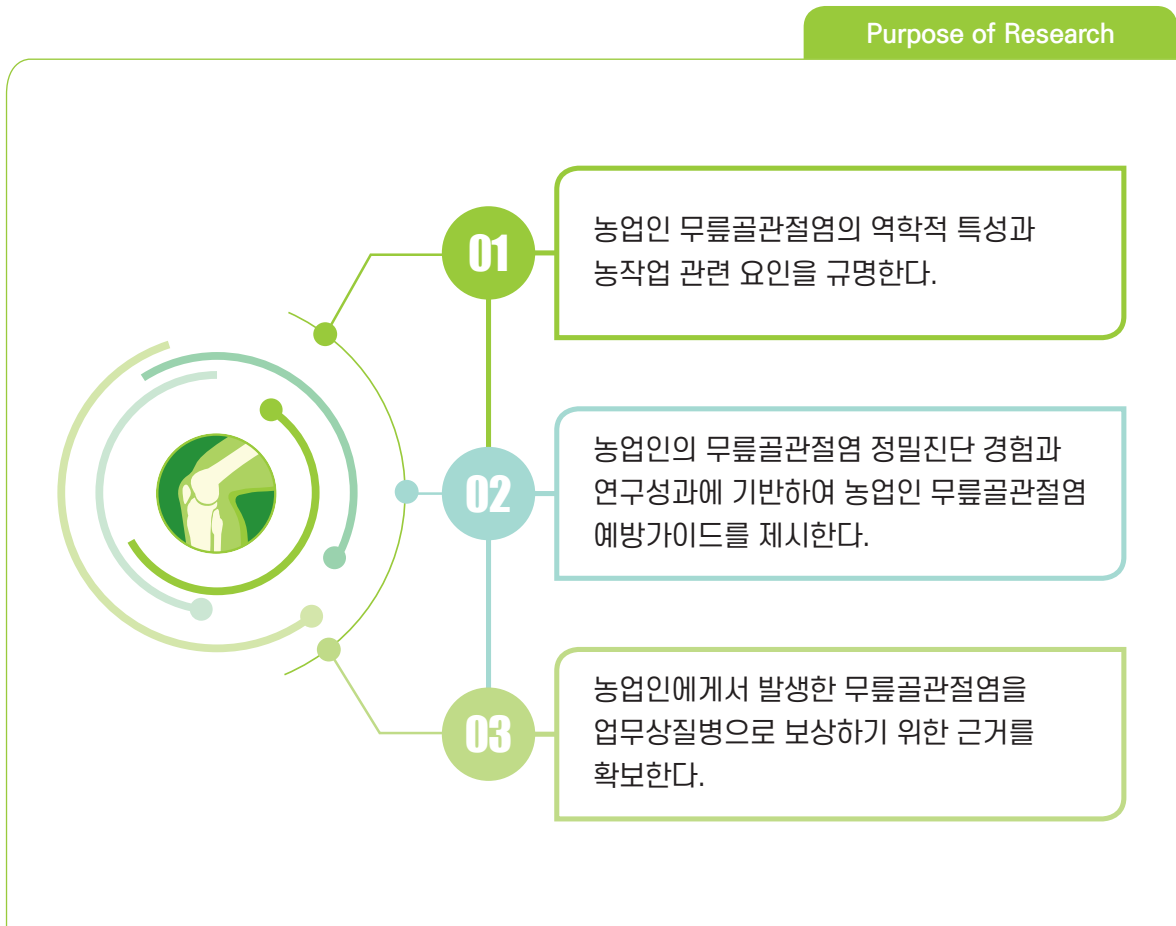 Purpose of Research
01
농업인 무릎골관절염의 역학적 특성과
농작업 관련 요인을 규명한다.
02
농업인의 무릎골관절염 정밀진단 경험과
연구성과에 기반하여 농업인 무릎골관절염
예방가이드를 제시한다.
03
농업인에게서 발생한 무릎골관절염을
업무상질병으로 보상하기 위한 근거를
확보한다.